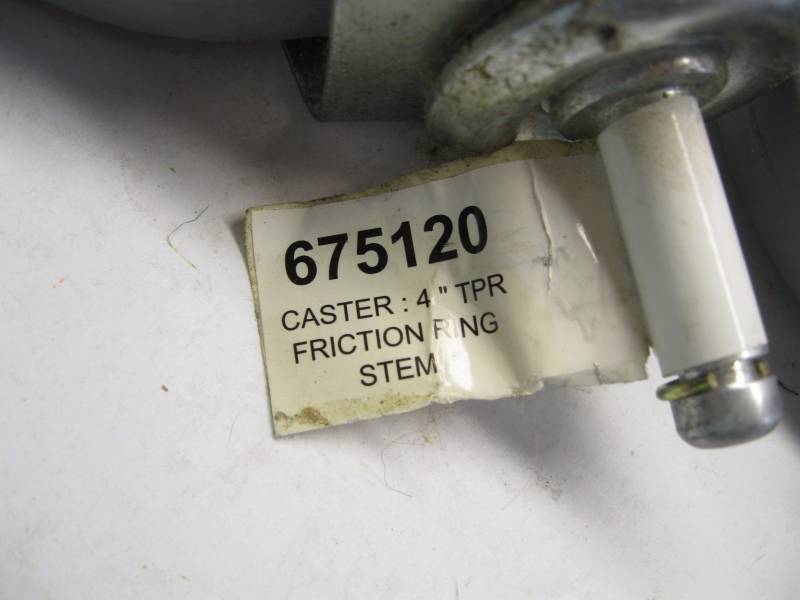 675120
CASTER : 4 " TPR
FRICTION RING
STEM